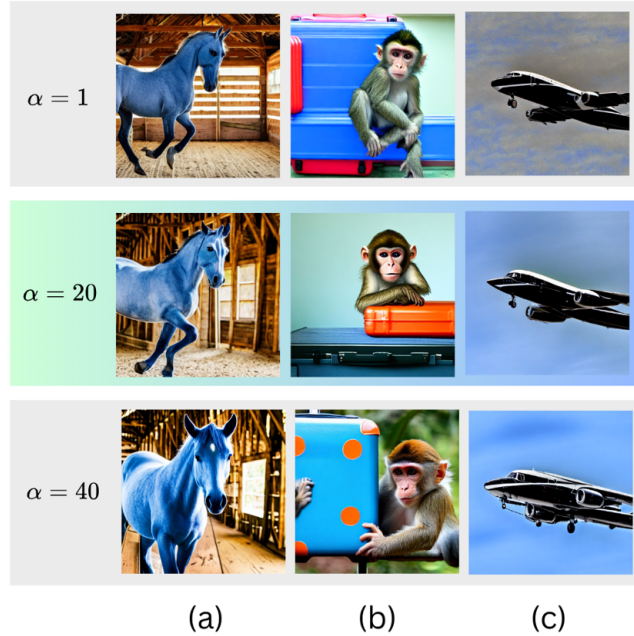 α = 1
α = 20
α = 40
(a) (b) (c)